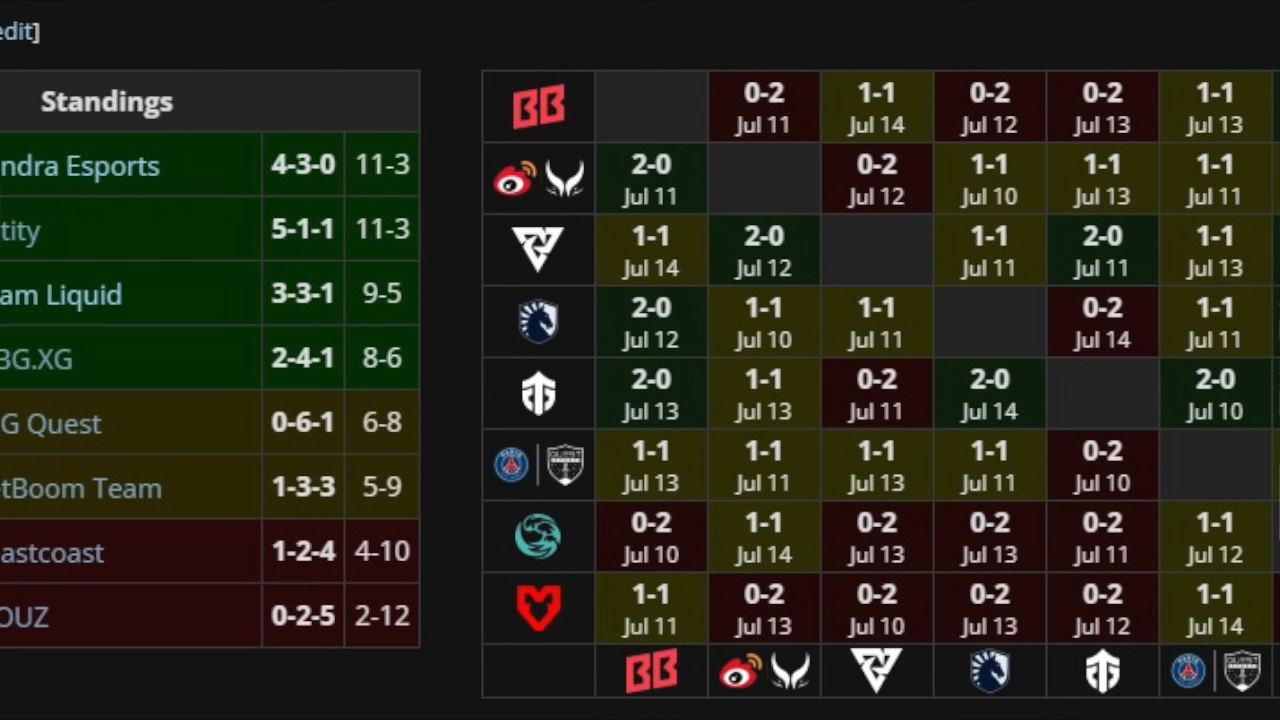 edit]
Standings
ndra Esports 4-3-0 11-3
tity 5-1-1 11-3
am Liquid 3-3-1 9-5
BG.XG 2-4-1 8-6
G Quest 0-6-1 6-8
tBoom Team 1-3-3 5-9
astcoast 1-2-4 4-10
OUZ 0-2-5 2-12
BB 0-2 1-1 0-2 0-2 1-1
Jul 11 Jul 14 Jul 12 Jul 13 Jul 13
2-0 0-2 1-1 1-1 1-1
Jul 11 Jul 12 Jul 10 Jul 13 Jul 11
1-1 2-0 1-1 2-0 1-1
Jul 14 Jul 12 Jul 11 Jul 11 Jul 13
2-0 1-1 1-1 0-2 1-1
Jul 12 Jul 10 Jul 11 Jul 14 Jul 11
2-0 1-1 0-2 2-0 2-0
Jul 13 Jul 13 Jul 11 Jul 14 Jul 10
1-1 1-1 1-1 1-1 0-2
Jul 13 Jul 11 Jul 13 Jul 11 Jul 10
0-2 1-1 0-2 0-2 0-2 1-1
Jul 10 Jul 14 Jul 13 Jul 13 Jul 11 Jul 12
1-1 0-2 0-2 0-2 0-2 1-1
Jul 11 Jul 13 Jul 10 Jul 13 Jul 12 Jul 14
BB